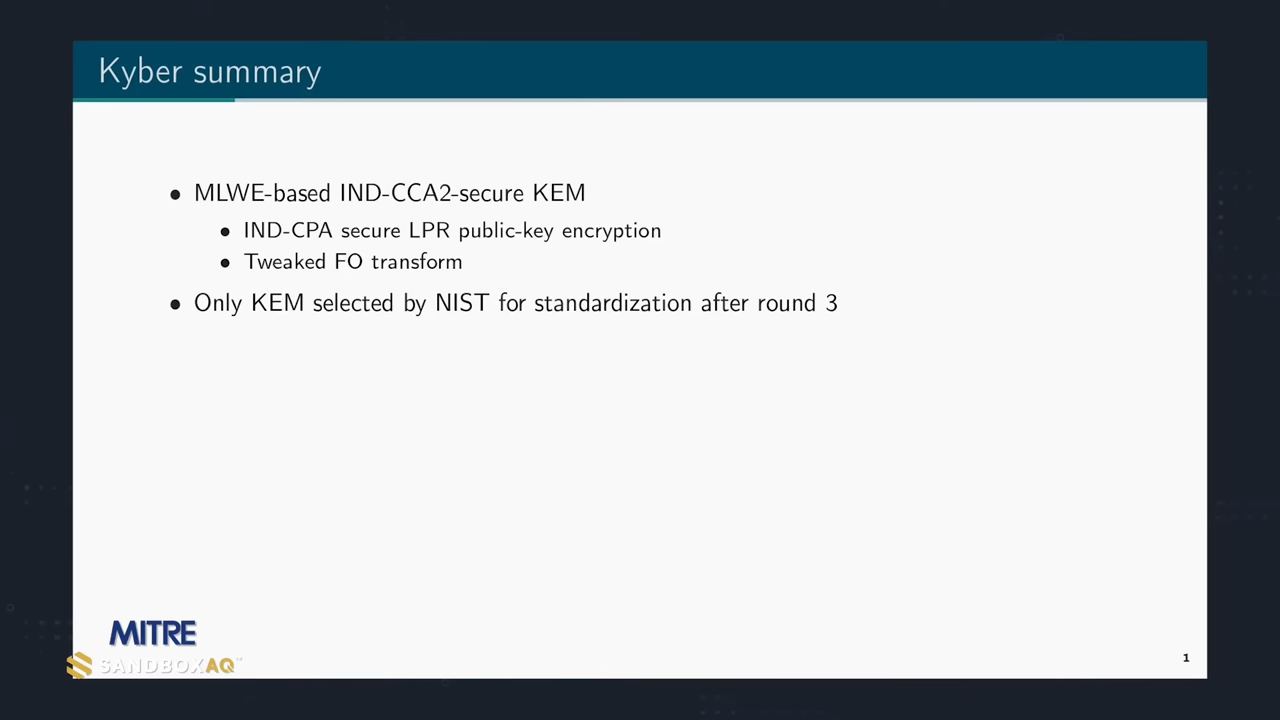 Kyber summary
• MLWE-based IND-CCA2-secure KEM
• IND-CPA secure LPR public-key encryption
• Tweaked FO transform
• Only KEM selected by NIST for standardization after round 3
MITRE
SANDBOXAQ™
1